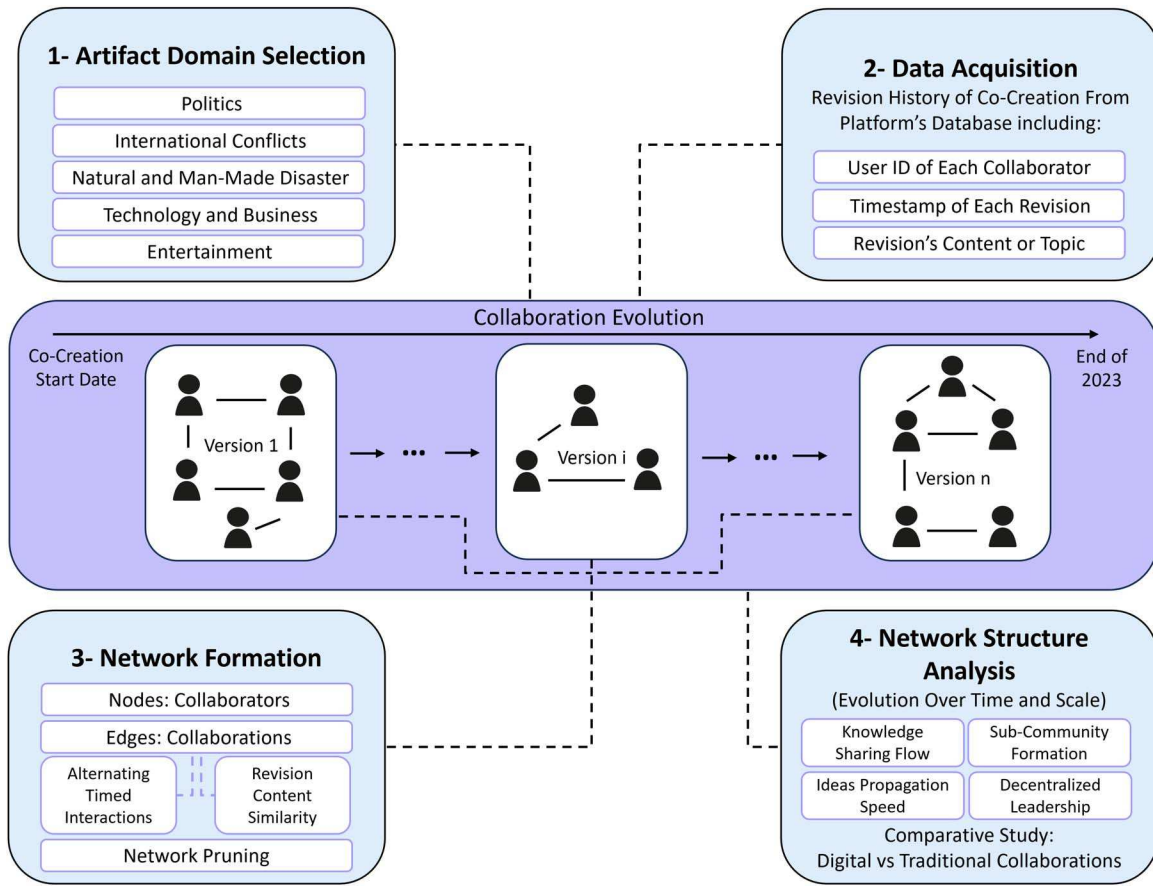 1- Artifact Domain Selection
Politics
International Conflicts
Natural and Man-Made Disaster
Technology and Business
Entertainment
2- Data Acquisition
Revision History of Co-Creation From
Platform's Database including:
User ID of Each Collaborator
Timestamp of Each Revision
Revision's Content or Topic
Collaboration Evolution
Co-Creation
Start Date
End of
2023
Version 1
...
Version i
...
Version n
3- Network Formation
Nodes: Collaborators
Edges: Collaborations
Alternating
Timed
Interactions
Revision
Content
Similarity
Network Pruning
4- Network Structure
Analysis
(Evolution Over Time and Scale)
Knowledge
Sharing Flow
Sub-Community
Formation
Ideas Propagation
Speed
Decentralized
Leadership
Comparative Study:
Digital vs Traditional Collaborations